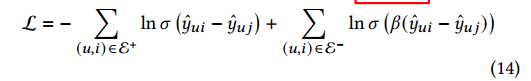 ℒ = − ∑_{(u,i)∈ℰ⁺} ln σ (ŷ_{ui} − ŷ_{uj}) + ∑_{(u,i)∈ℰ⁻} ln σ (β(ŷ_{ui} − ŷ_{uj}))
(14)